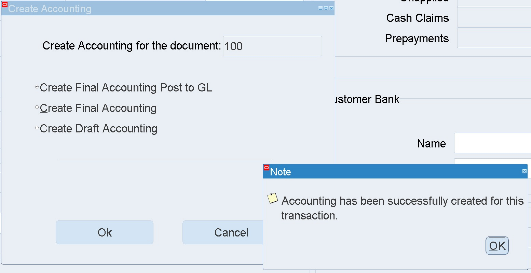 Create Accounting
Create Accounting for the document: 100
Create Final Accounting Post to GL
Create Final Accounting
Create Draft Accounting
Ok
Cancel
Cash Claims
Prepayments
ustomer Bank
Name
Note
Accounting has been successfully created for this
transaction.
OK